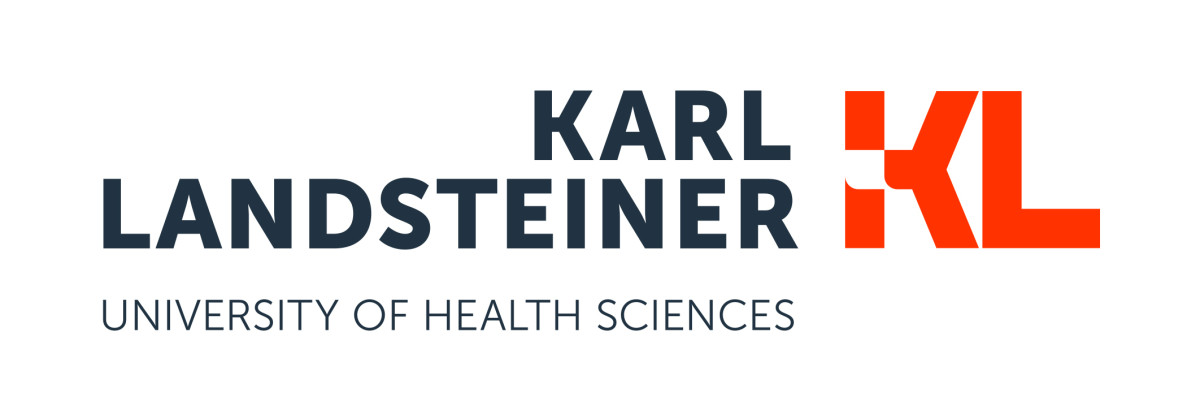 KARL
LANDSTEINER
KL
UNIVERSITY OF HEALTH SCIENCES